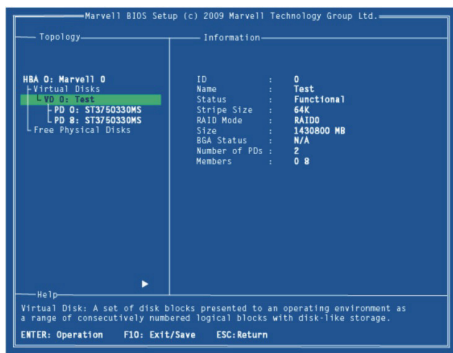 Marvell BIOS Setup (c) 2009 Marvell Technology Group Ltd.
Topology
Information
HBA 0: Marvell 0
Virtual Disks
VD 0: Test
PD 0: ST3750330MS
PD 8: ST3750330MS
Free Physical Disks
ID : 0
Name : Test
Status : Functional
Stripe Size : 64K
RAID Mode : RAID0
Size : 1430800 MB
BGA Status : N/A
Number of PDs : 2
Members : 0 8
Help
Virtual Disk: A set of disk blocks presented to an operating environment as
a range of consecutively numbered logical blocks with disk-like storage.
ENTER: Operation F10: Exit/Save ESC:Return